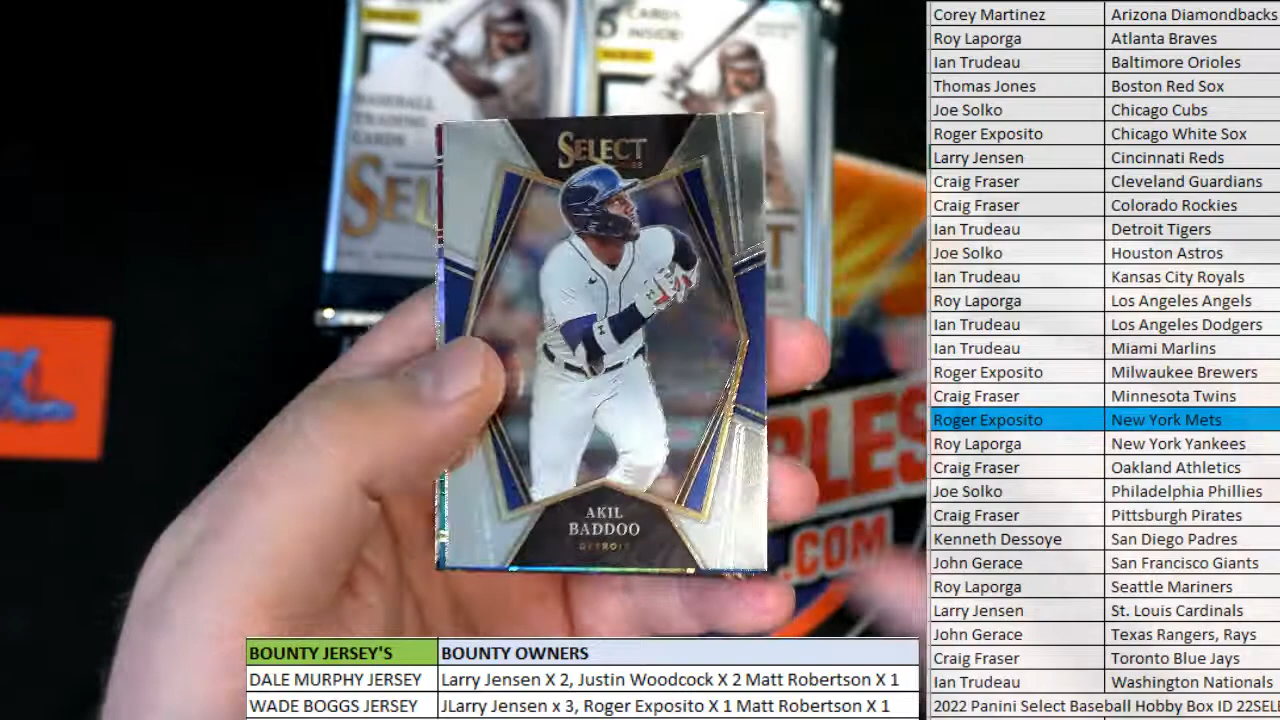 CARDS
INSIDE!
BASEBALL
TRADING
CARDS
SELECT
AKIL
BADDOO
DETROIT
.COM
Corey Martinez Arizona Diamondbacks
Roy Laporga Atlanta Braves
Ian Trudeau Baltimore Orioles
Thomas Jones Boston Red Sox
Joe Solko Chicago Cubs
Roger Exposito Chicago White Sox
Larry Jensen Cincinnati Reds
Craig Fraser Cleveland Guardians
Craig Fraser Colorado Rockies
Ian Trudeau Detroit Tigers
Joe Solko Houston Astros
Ian Trudeau Kansas City Royals
Roy Laporga Los Angeles Angels
Ian Trudeau Los Angeles Dodgers
Ian Trudeau Miami Marlins
Roger Exposito Milwaukee Brewers
Craig Fraser Minnesota Twins
Roger Exposito New York Mets
Roy Laporga New York Yankees
Craig Fraser Oakland Athletics
Joe Solko Philadelphia Phillies
Craig Fraser Pittsburgh Pirates
Kenneth Dessoye San Diego Padres
John Gerace San Francisco Giants
Roy Laporga Seattle Mariners
Larry Jensen St. Louis Cardinals
John Gerace Texas Rangers, Rays
Craig Fraser Toronto Blue Jays
Ian Trudeau Washington Nationals
2022 Panini Select Baseball Hobby Box ID 22SELE
BOUNTY JERSEY'S BOUNTY OWNERS
DALE MURPHY JERSEY Larry Jensen X 2, Justin Woodcock X 2 Matt Robertson X 1
WADE BOGGS JERSEY JLarry Jensen x 3, Roger Exposito X 1 Matt Robertson X 1